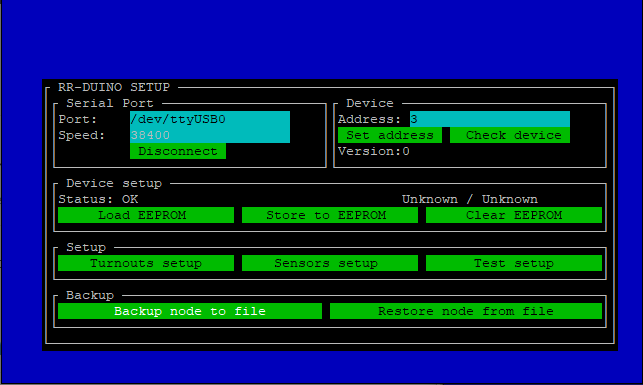 RR-DUINO SETUP
Serial Port
Port: /dev/ttyUSB0
Speed: 38400
Disconnect
Device
Address: 3
Set address Check device
Version:0
Device setup
Status: OK Unknown / Unknown
Load EEPROM Store to EEPROM Clear EEPROM
Setup
Turnouts setup Sensors setup Test setup
Backup
Backup node to file Restore node from file